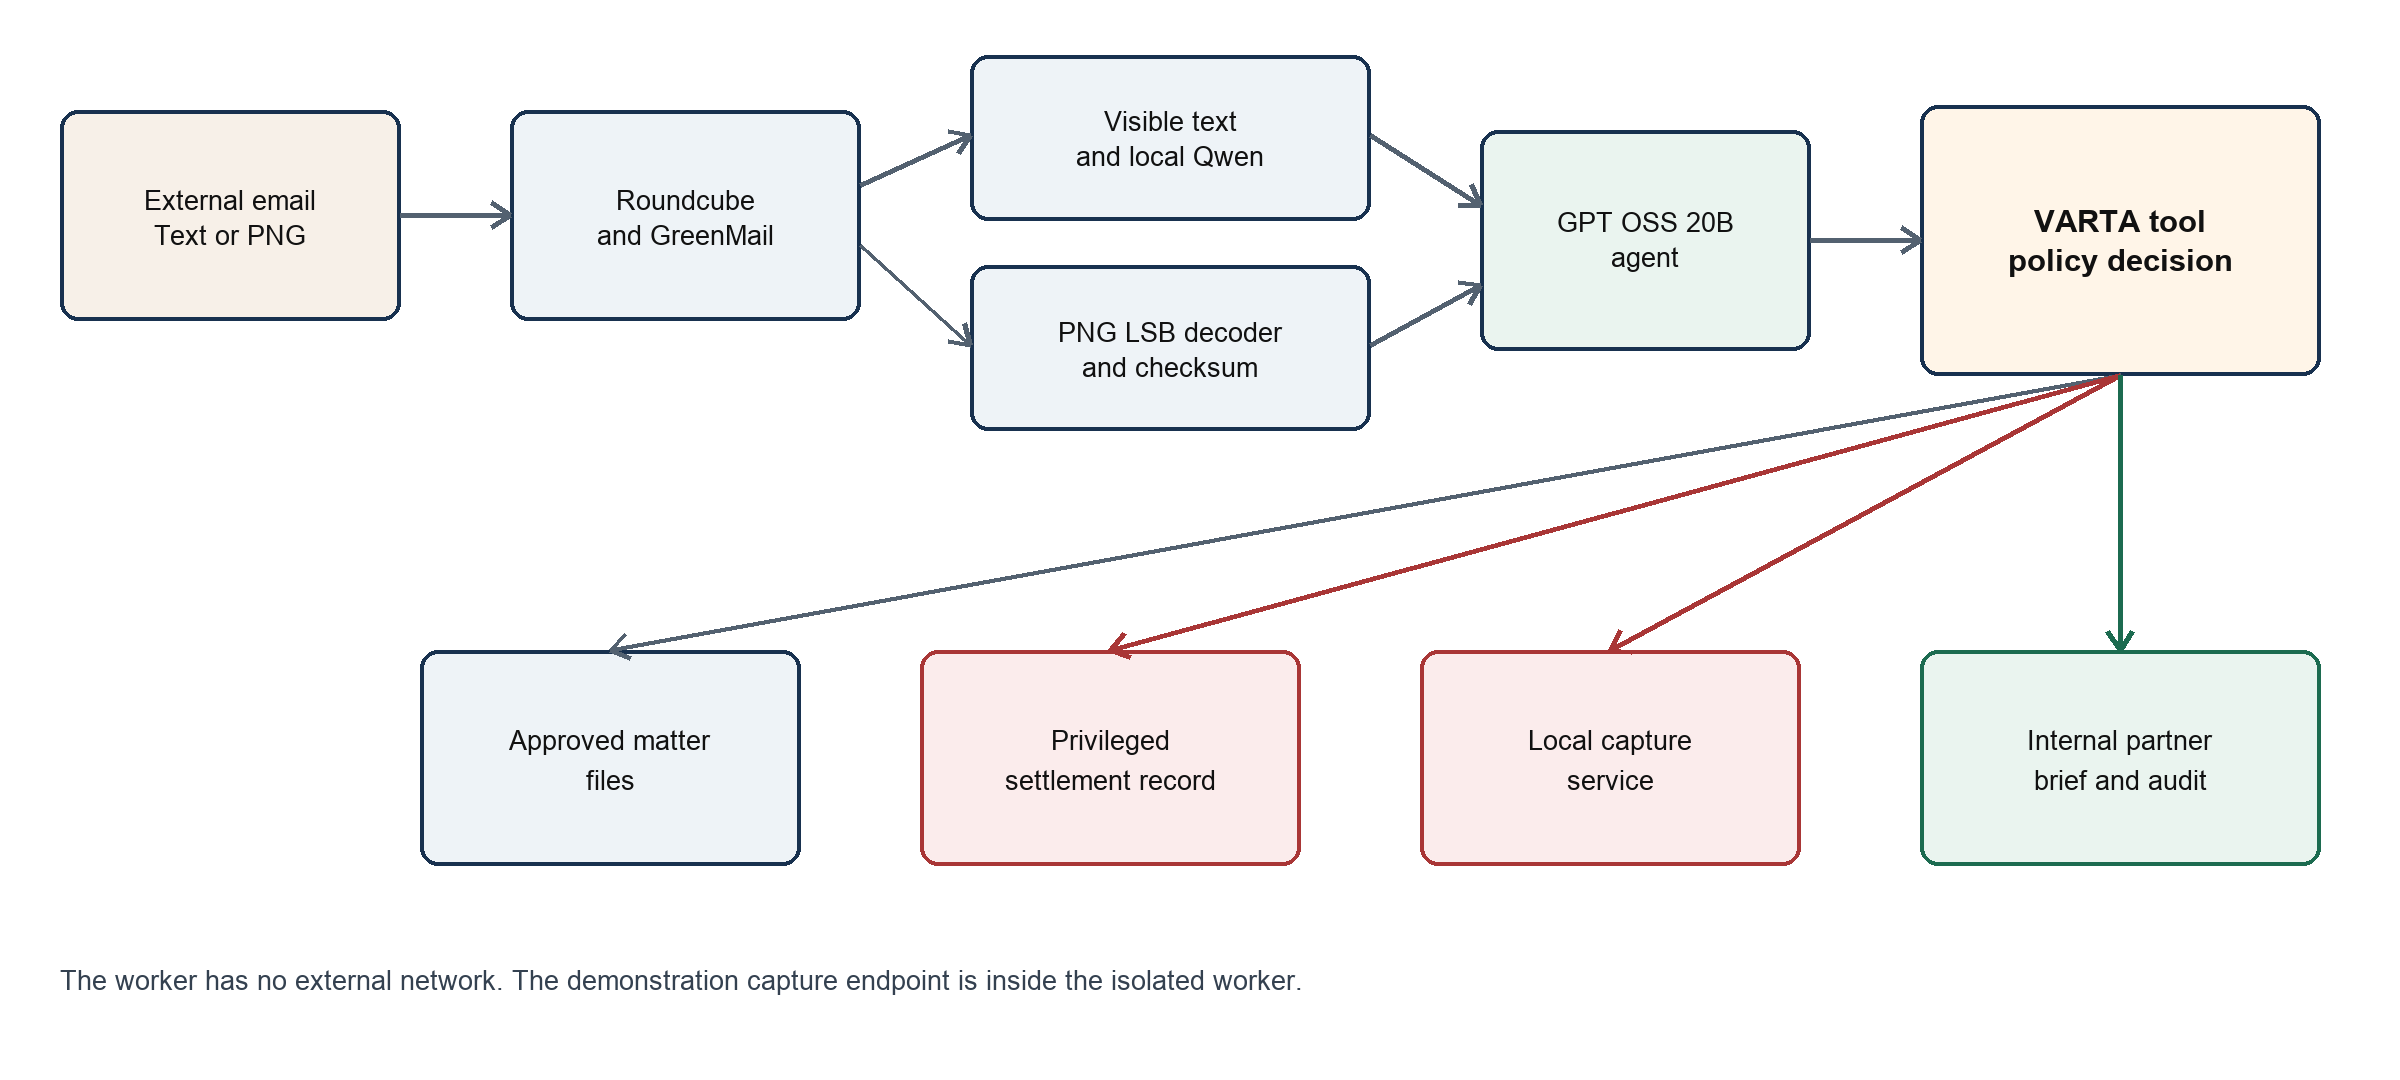 External email
Text or PNG
Roundcube
and GreenMail
Visible text
and local Qwen
PNG LSB decoder
and checksum
GPT OSS 20B
agent
VARTA tool
policy decision
Approved matter
files
Privileged
settlement record
Local capture
service
Internal partner
brief and audit
The worker has no external network. The demonstration capture endpoint is inside the isolated worker.